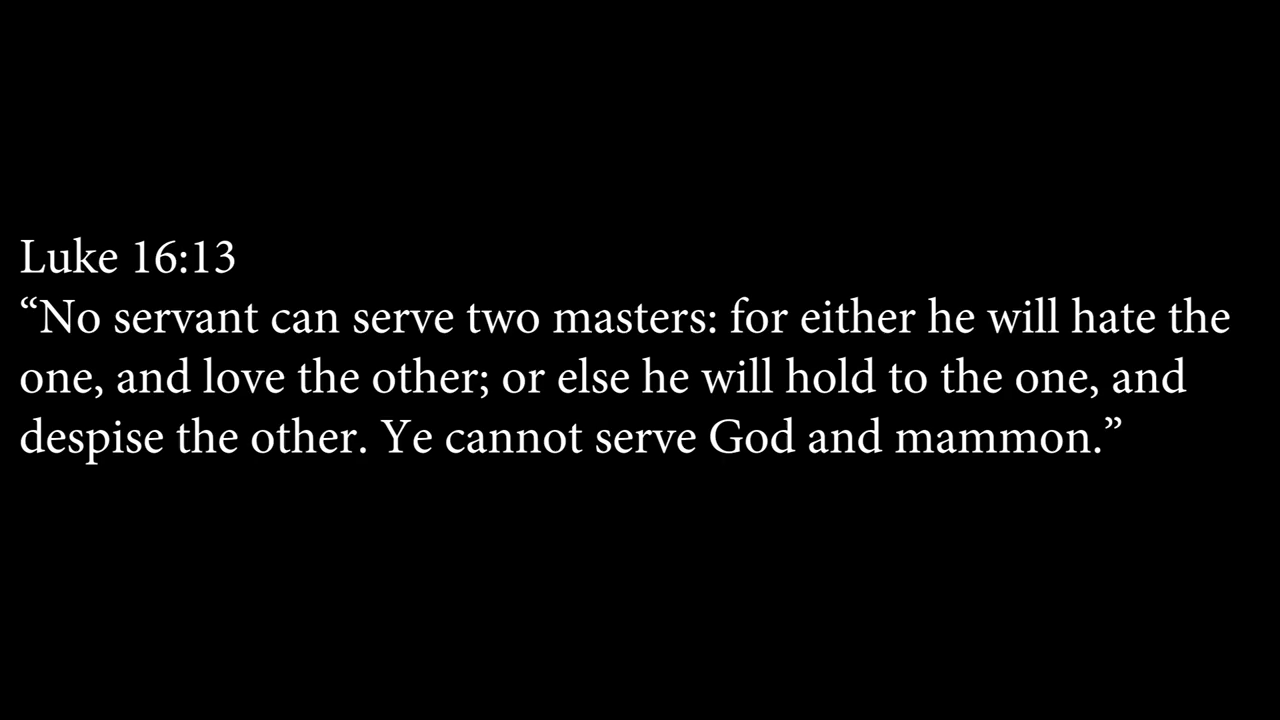 Luke 16:13
“No servant can serve two masters: for either he will hate the
one, and love the other; or else he will hold to the one, and
despise the other. Ye cannot serve God and mammon.”